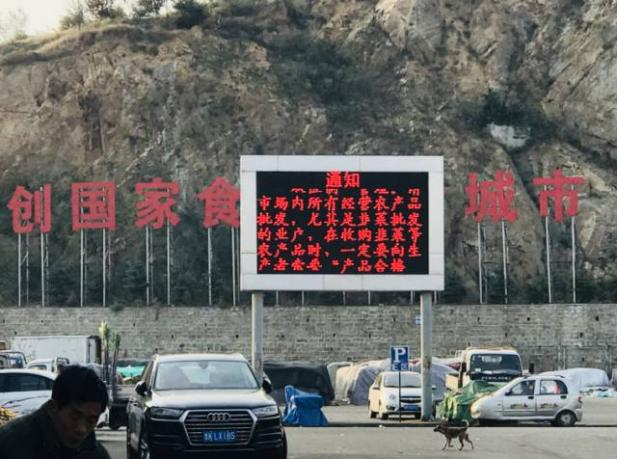 创国家食
城市
通知
市场内所有经营农产品
批发，尤其是韭菜批发
的业户，在收购韭菜等
农产品时，一定要向生
产者索要“产品合格
P